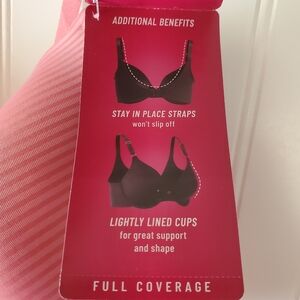 ADDITIONAL BENEFITS
STAY IN PLACE STRAPS
won't slip off
LIGHTLY LINED CUPS
for great support
and shape
FULL COVERAGE